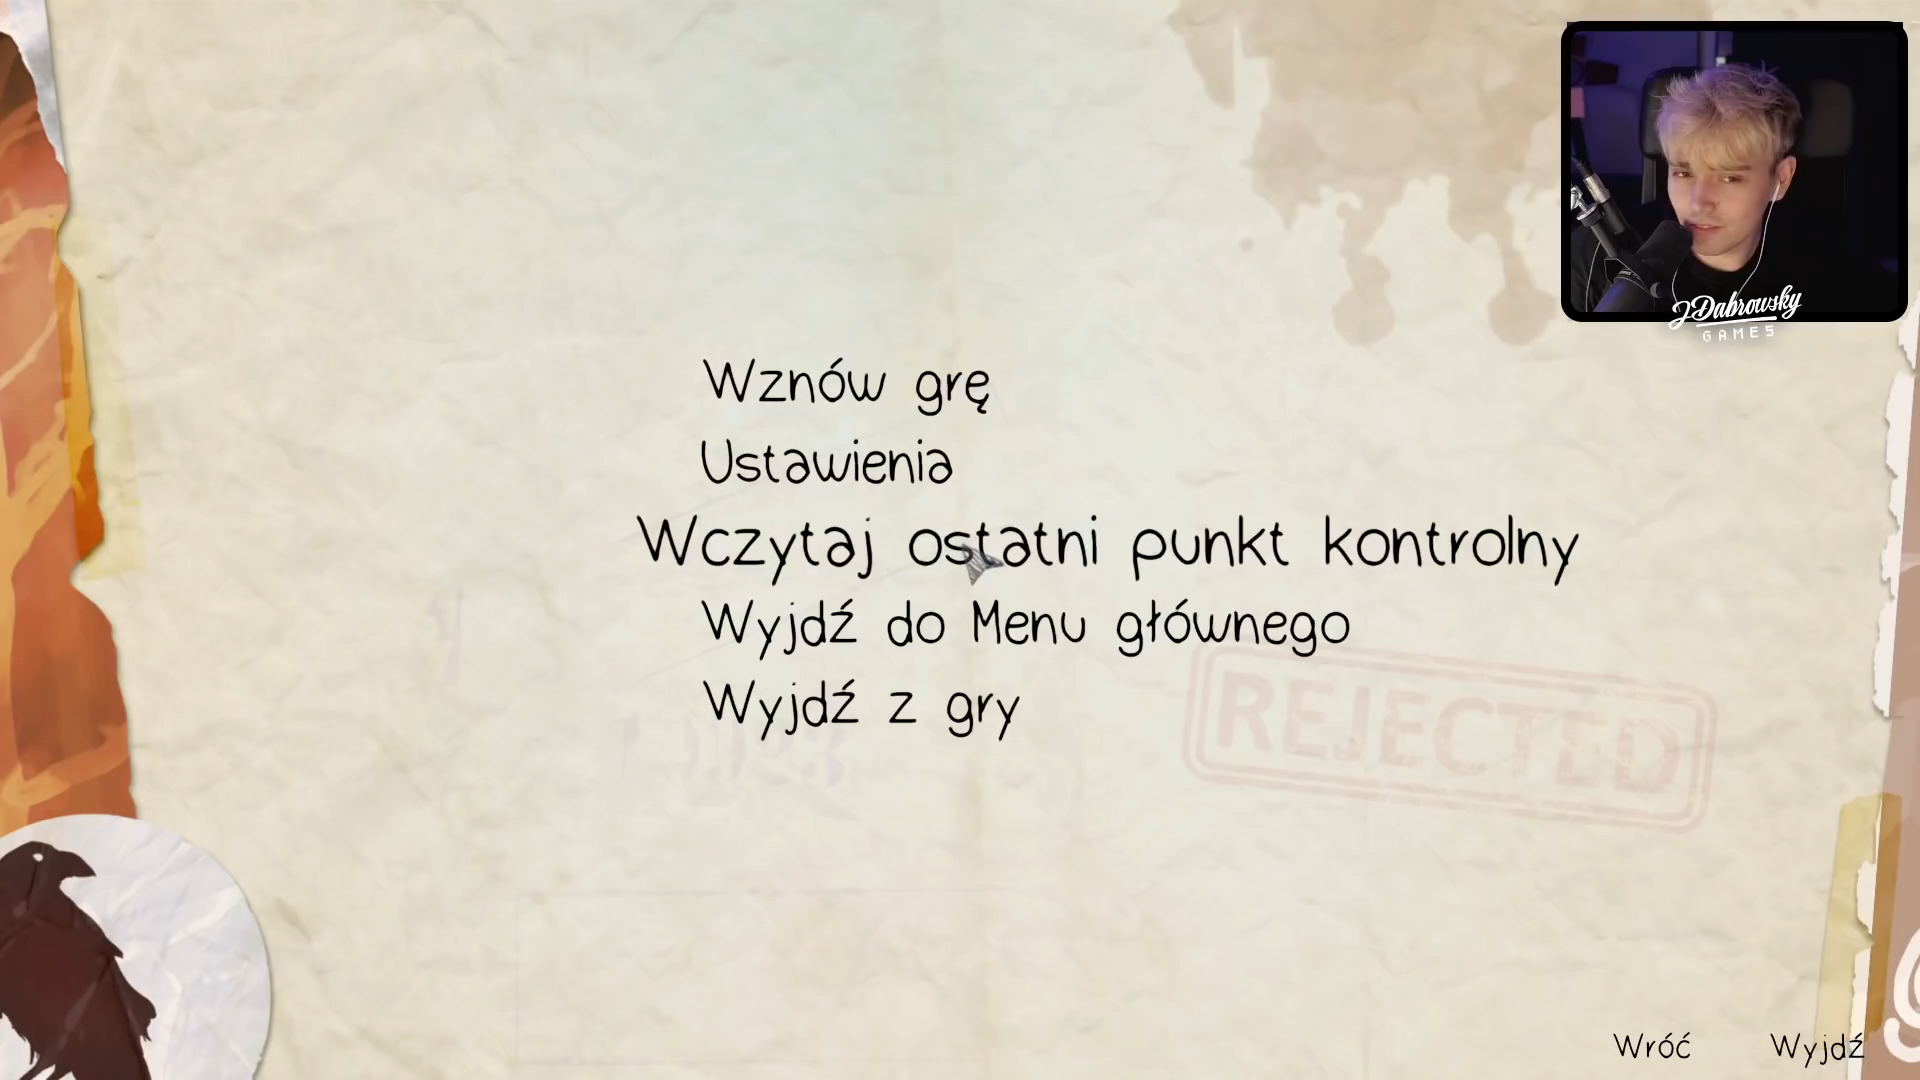 JDabrowsky
GAMES
Wznów grę
Ustawienia
Wczytaj ostatni punkt kontrolny
Wyjdź do Menu głównego
Wyjdź z gry
REJECTED
Wróć
Wyjdź